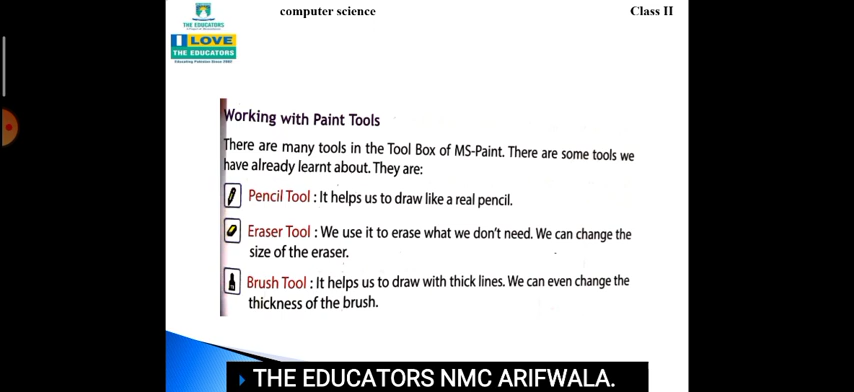 computer science
Class II
THE EDUCATORS
I LOVE
THE EDUCATORS
Educating Pakistan Since 2002
Working with Paint Tools
There are many tools in the Tool Box of MS-Paint. There are some tools we
have already learnt about. They are:
Pencil Tool : It helps us to draw like a real pencil.
Eraser Tool : We use it to erase what we don't need. We can change the
size of the eraser.
Brush Tool : It helps us to draw with thick lines. We can even change the
thickness of the brush.
THE EDUCATORS NMC ARIFWALA.